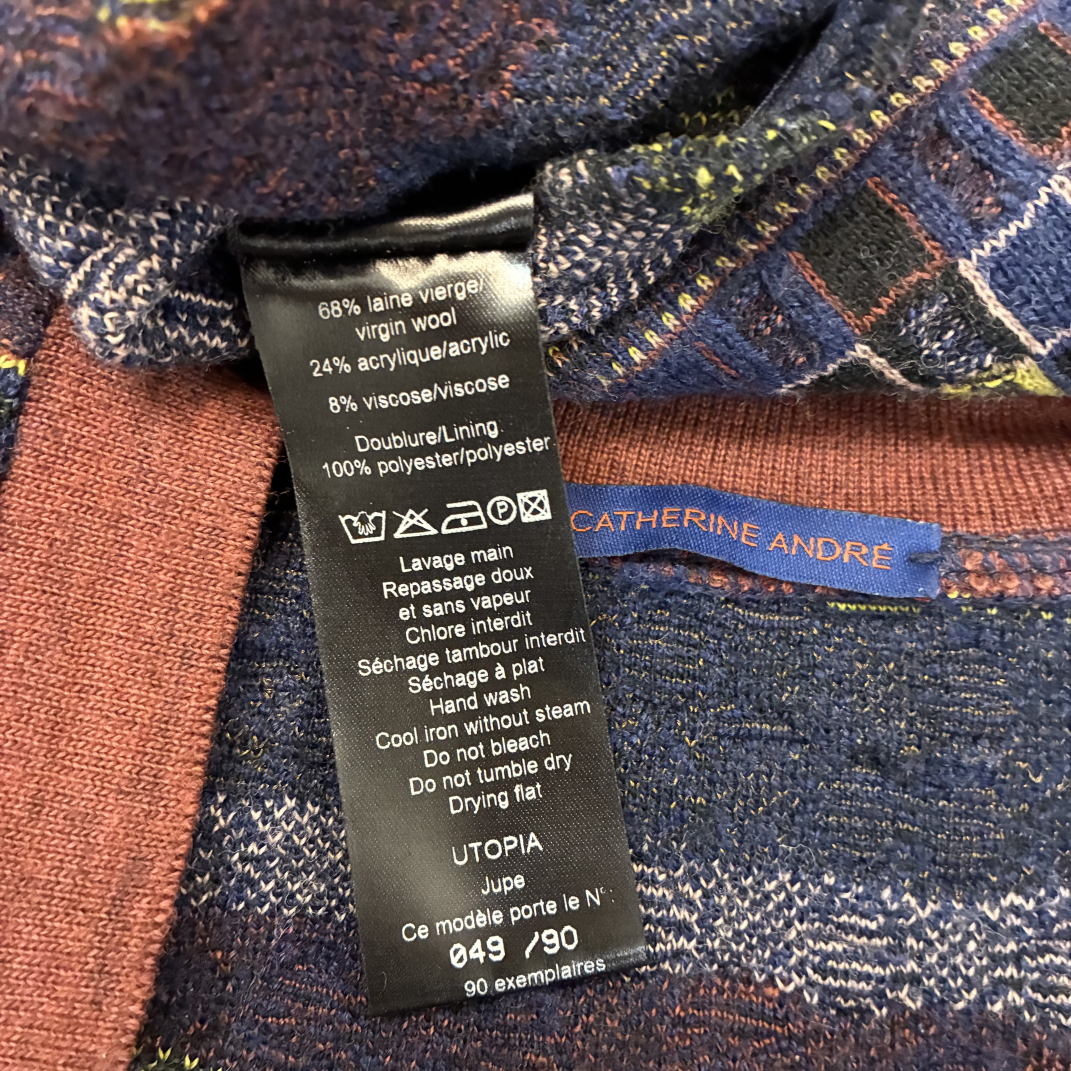 68% laine vierge/
virgin wool
24% acrylique/acrylic
8% viscose/viscose
Doublure/Lining
100% polyester/polyester
P
Lavage main
Repassage doux
et sans vapeur
Chlore interdit
Séchage tambour interdit
Séchage à plat
Hand wash
Cool iron without steam
Do not bleach
Do not tumble dry
Drying flat
UTOPIA
Jupe
Ce modèle porte le N°:
049 /90
90 exemplaires
CATHERINE ANDRÉ